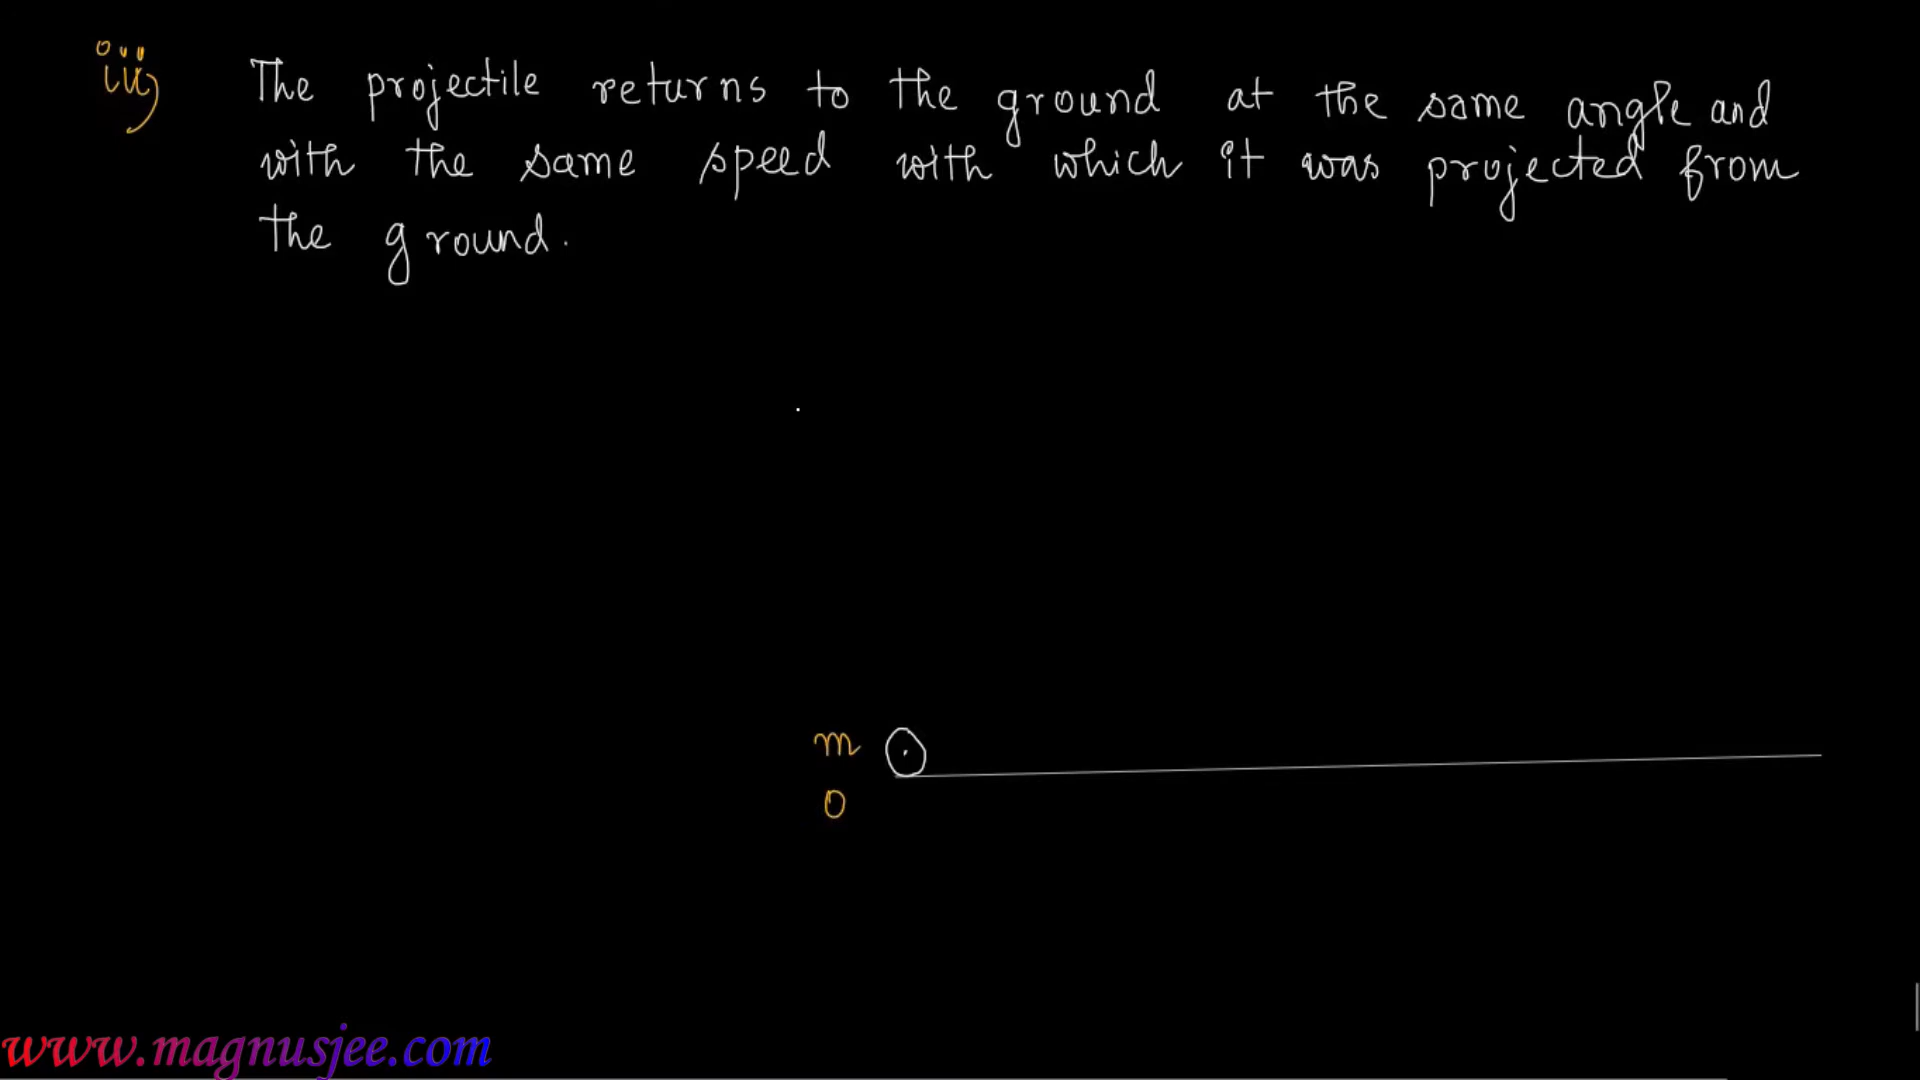 iii)
The projectile returns to the ground at the same angle and
with the same speed with which it was projected from
the ground.
m
O
www.magnusjee.com